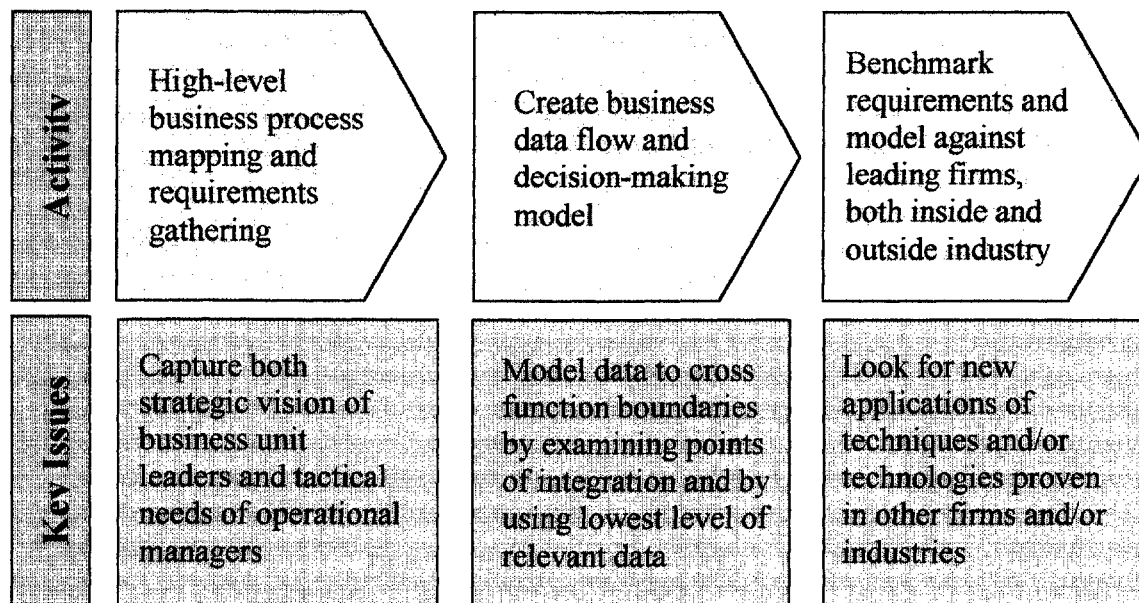 Activity
High-level
business process
mapping and
requirements
gathering
Create business
data flow and
decision-making
model
Benchmark
requirements and
model against
leading firms,
both inside and
outside industry
Key Issues
Capture both
strategic vision of
business unit
leaders and tactical
needs of operational
managers
Model data to cross
function boundaries
by examining points
of integration and by
using lowest level of
relevant data
Look for new
applications of
techniques and/or
technologies proven
in other firms and/or
industries